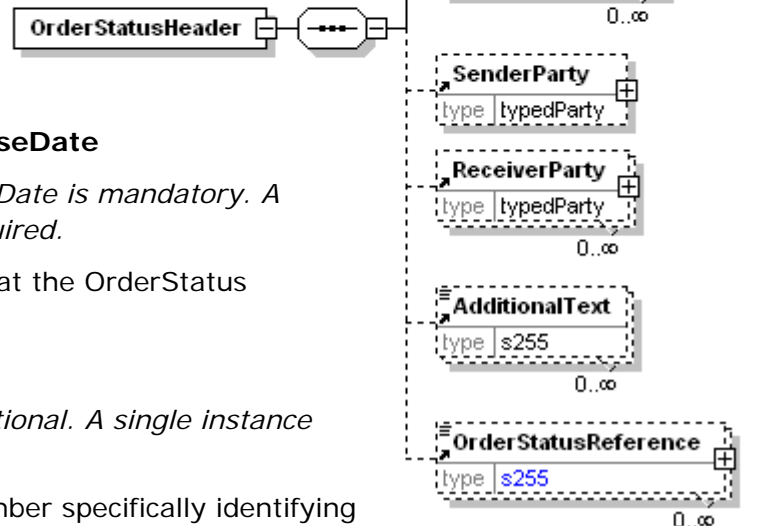 OrderStatusHeader
seDate
Date is mandatory. A
uired.
at the OrderStatus
tional. A single instance
nber specifically identifying
0..∞
SenderParty
type typedParty
ReceiverParty
type typedParty
0..∞
AdditionalText
type s255
0..∞
OrderStatusReference
type s255
0..∞